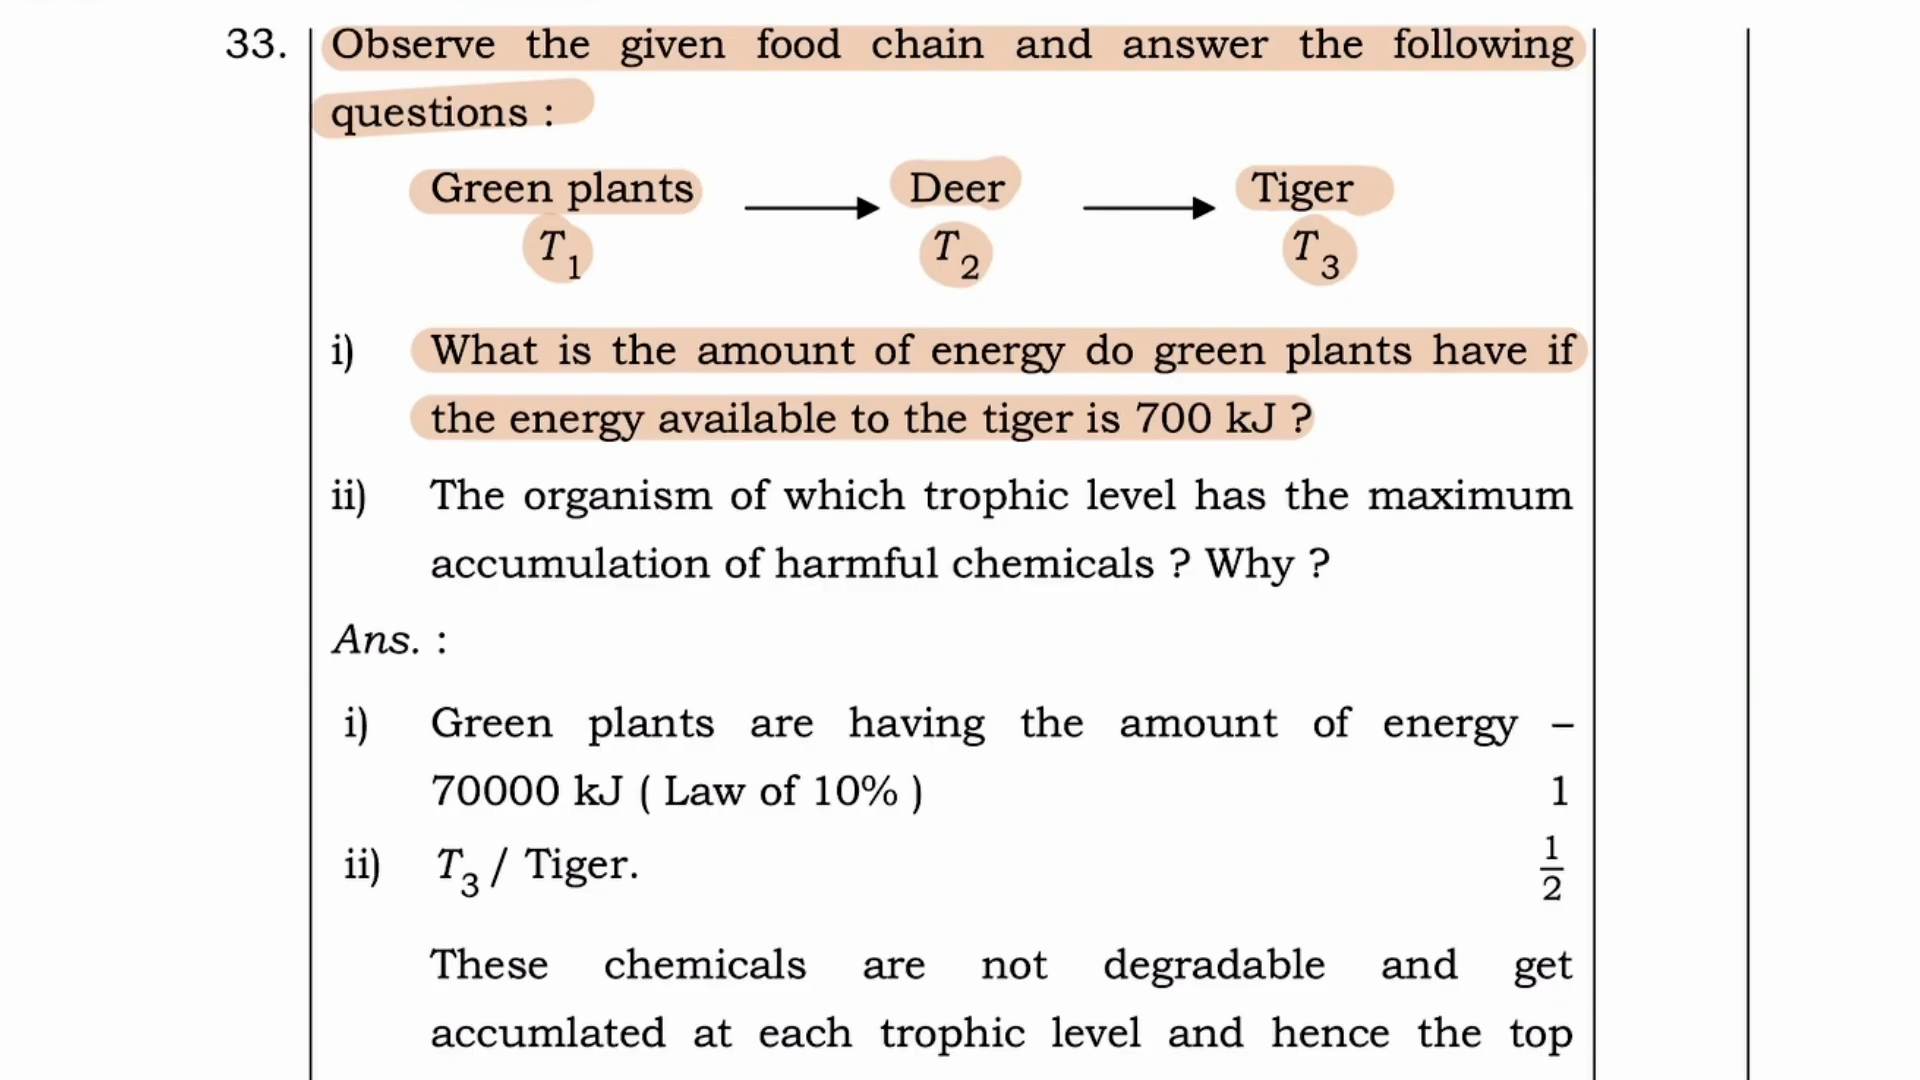 33. Observe the given food chain and answer the following
questions :
Green plants → Deer → Tiger
T1 T2 T3
i) What is the amount of energy do green plants have if
the energy available to the tiger is 700 kJ ?
ii) The organism of which trophic level has the maximum
accumulation of harmful chemicals ? Why ?
Ans. :
i) Green plants are having the amount of energy –
70000 kJ ( Law of 10% ) 1
ii) T3 / Tiger. 1/2
These chemicals are not degradable and get
accumlated at each trophic level and hence the top